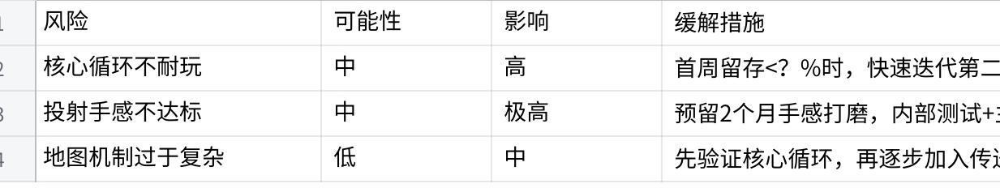 1 风险 可能性 影响 缓解措施
2 核心循环不耐玩 中 高 首周留存<？%时，快速迭代第二
3 投射手感不达标 中 极高 预留2个月手感打磨，内部测试+
4 地图机制过于复杂 低 中 先验证核心循环，再逐步加入传